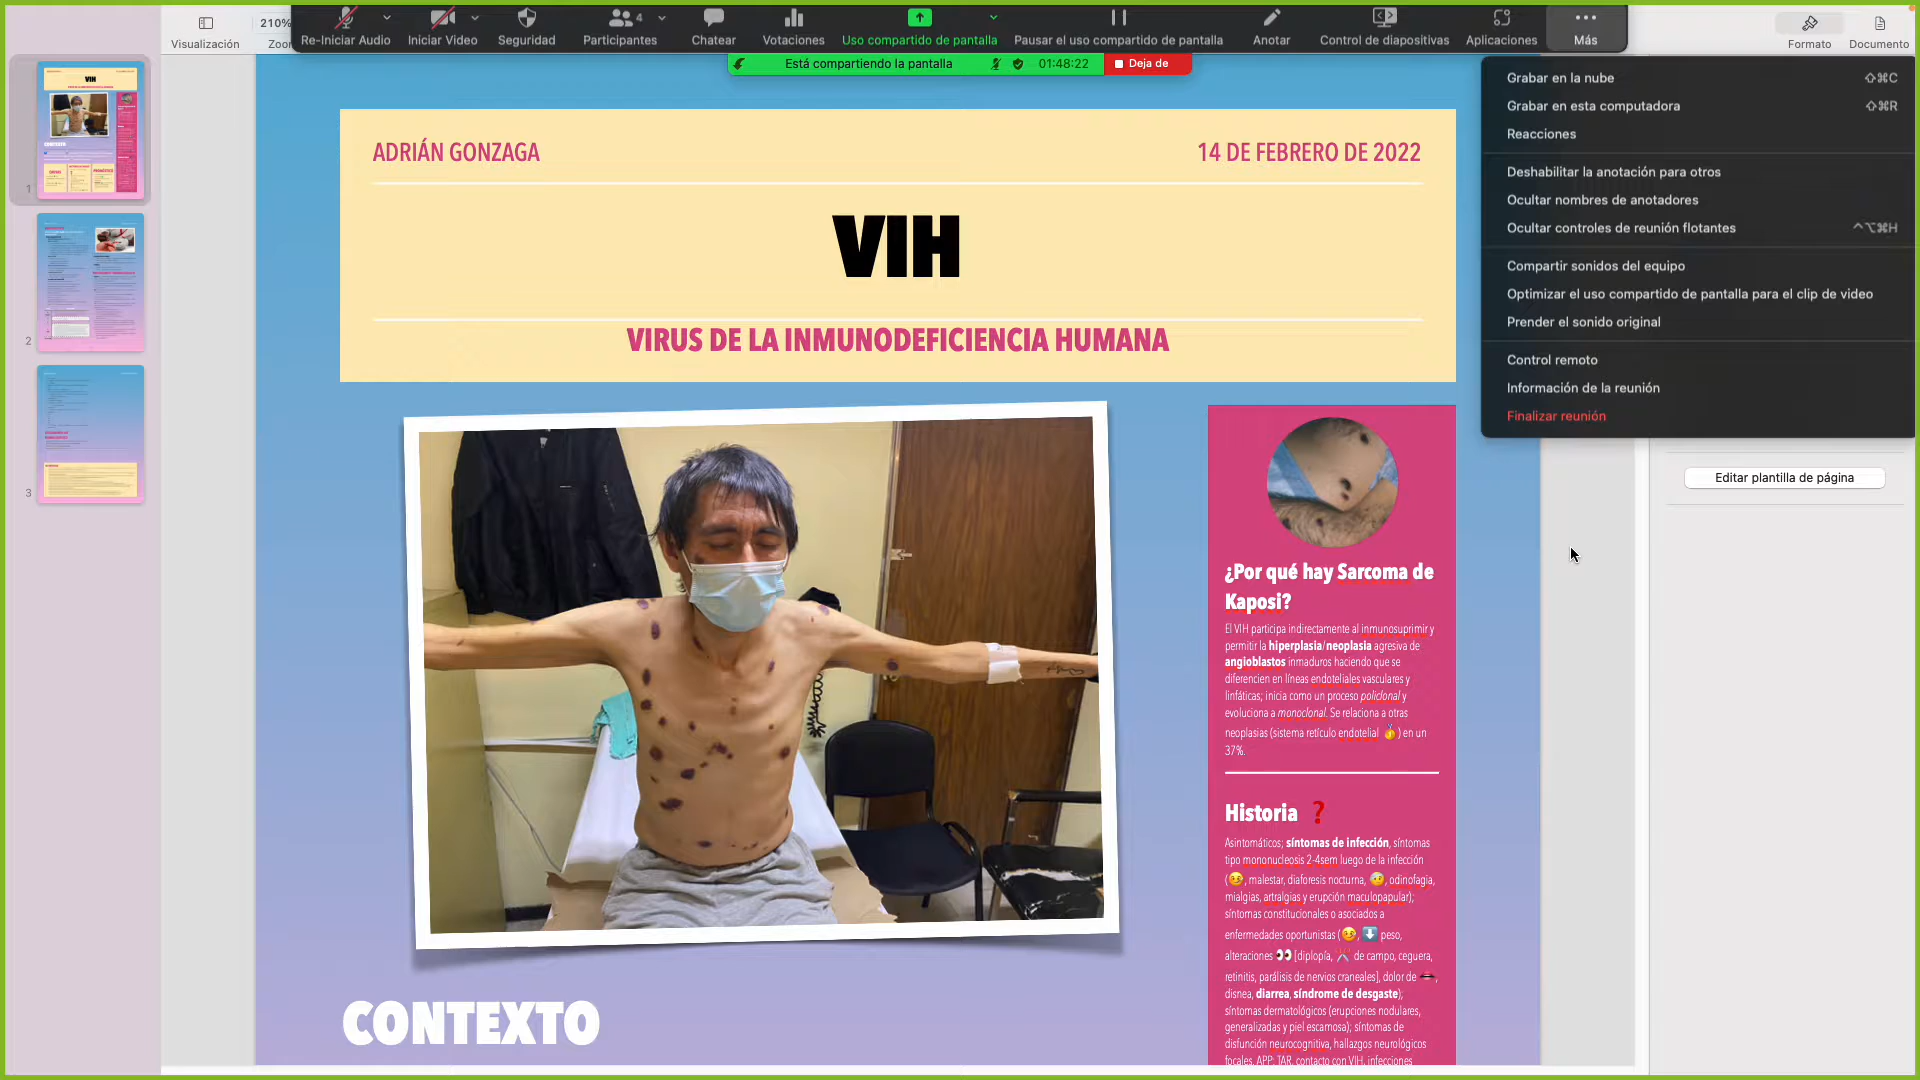 Visualización
210%
Re-Iniciar Audio
Iniciar Video
Seguridad
4
Participantes
Chatear
Votaciones
Uso compartido de pantalla
Pausar el uso compartido de pantalla
Anotar
Control de diapositivas
Aplicaciones
Más
Formato
Documento
Está compartiendo la pantalla
01:48:22
Deja de
Grabar en la nube ⇧⌘C
Grabar en esta computadora ⇧⌘R
Reacciones
Deshabilitar la anotación para otros
Ocultar nombres de anotadores
Ocultar controles de reunión flotantes ^⌥⌘H
Compartir sonidos del equipo
Optimizar el uso compartido de pantalla para el clip de video
Prender el sonido original
Control remoto
Información de la reunión
Finalizar reunión
Editar plantilla de página
1
2
3
ADRIÁN GONZAGA
14 DE FEBRERO DE 2022
VIH
VIRUS DE LA INMUNODEFICIENCIA HUMANA
¿Por qué hay Sarcoma de
Kaposi?
El VIH participa indirectamente al inmunosuprimir y
permitir la hiperplasia/neoplasia agresiva de
angioblastos inmaduros haciendo que se
diferencien en líneas endoteliales vasculares y
linfáticas; inicia como un proceso policlonal y
evoluciona a monoclonal. Se relaciona a otras
neoplasias (sistema retículo endotelial 🥇) en un
37%.
Historia ❓
Asintomáticos; síntomas de infección, síntomas
tipo mononucleosis 2-4sem luego de la infección
(🤒, malestar, diaforesis nocturna, 🤕, odinofagia,
mialgias, artralgias y erupción maculopapular);
síntomas constitucionales o asociados a
enfermedades oportunistas (🤒, ⬇️ peso,
alteraciones 👀 [diplopía, ✂️ de campo, ceguera,
retinitis, parálisis de nervios craneales], dolor de 👄,
disnea, diarrea, síndrome de desgaste);
síntomas dermatológicos (erupciones nodulares,
generalizadas y piel escamosa); síntomas de
disfunción neurocognitiva, hallazgos neurológicos
focales. APP: TAR, contacto con VIH, infecciones
CONTEXTO